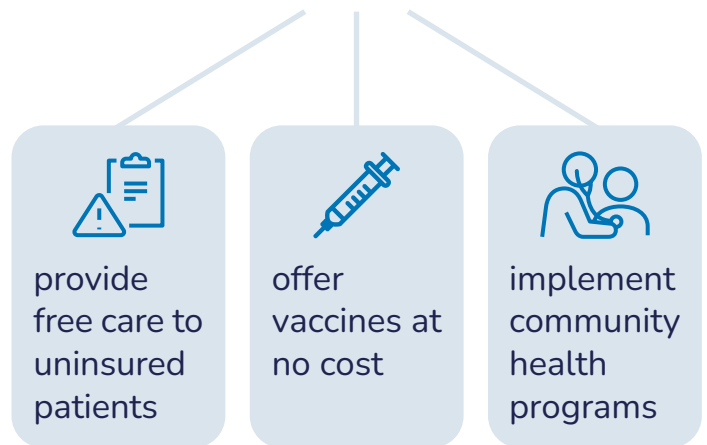 provide
free care to
uninsured
patients
offer
vaccines at
no cost
implement
community
health
programs